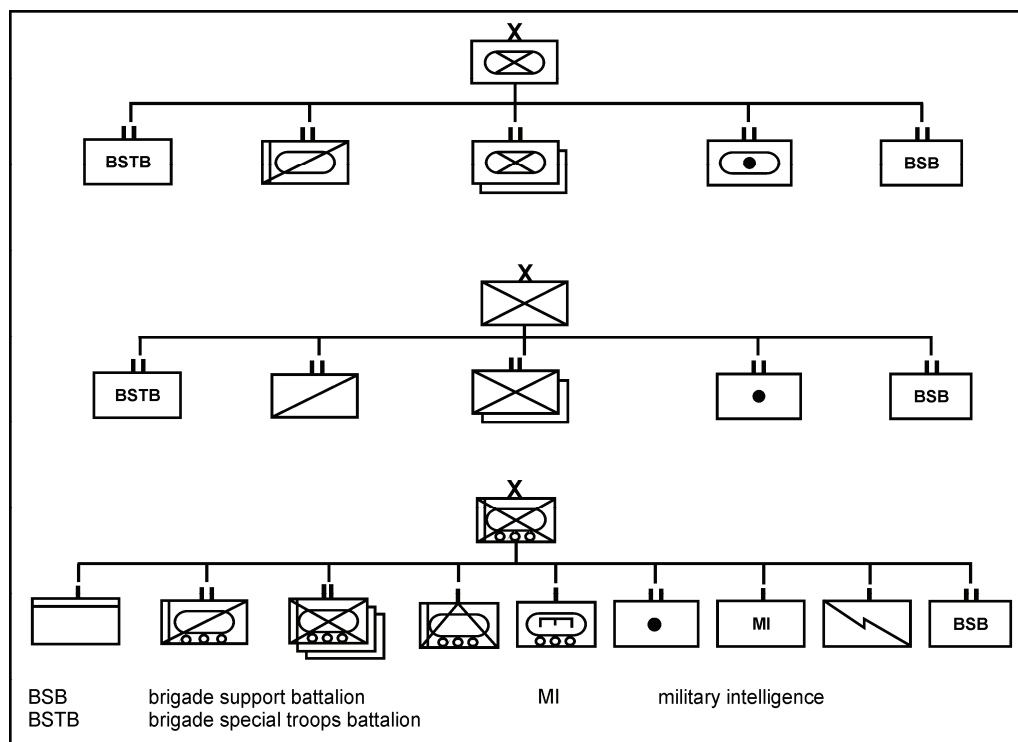 X
BSTB
BSB
X
BSTB
BSB
X
MI
BSB
BSB brigade support battalion MI military intelligence
BSTB brigade special troops battalion